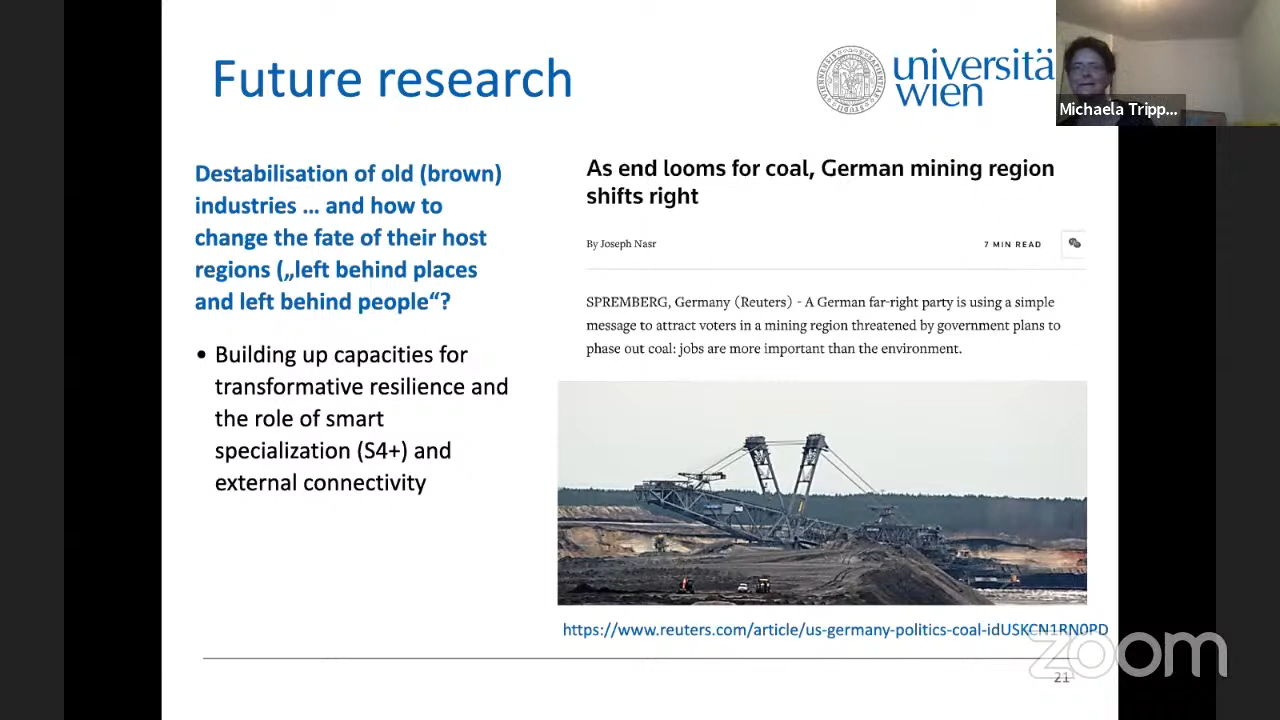 Future research
universitä
wien
Michaela Tripp...
Destabilisation of old (brown)
industries ... and how to
change the fate of their host
regions („left behind places
and left behind people“?
• Building up capacities for
transformative resilience and
the role of smart
specialization (S4+) and
external connectivity
As end looms for coal, German mining region
shifts right
By Joseph Nasr
7 MIN READ
SPREMBERG, Germany (Reuters) - A German far-right party is using a simple
message to attract voters in a mining region threatened by government plans to
phase out coal: jobs are more important than the environment.
https://www.reuters.com/article/us-germany-politics-coal-idUSKCN1RN0PD
zoom
21